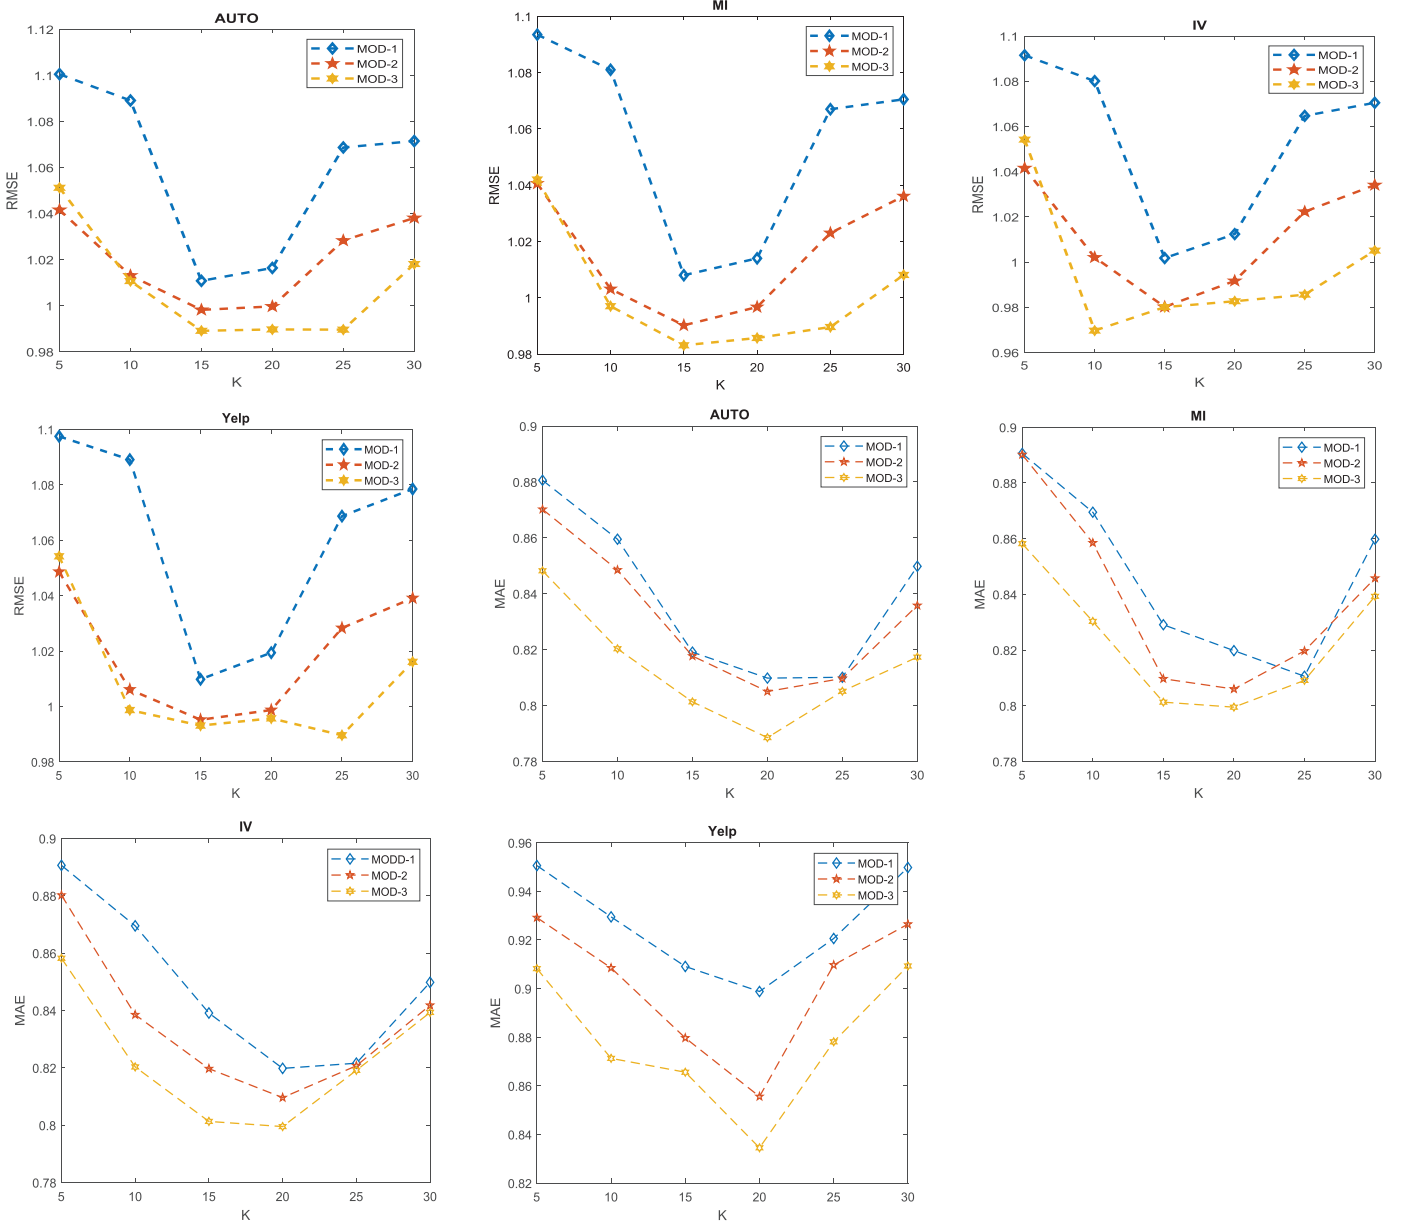 AUTO
1.12
1.10
1.08
1.06
1.04
1.02
1
0.98
RMSE
5 10 15 20 25 30
K
MOD-1
MOD-2
MOD-3
MI
1.1
1.08
1.06
1.04
1.02
1
0.98
RMSE
5 10 15 20 25 30
K
MOD-1
MOD-2
MOD-3
IV
1.1
1.08
1.06
1.04
1.02
1
0.98
0.96
RMSE
5 10 15 20 25 30
K
MOD-1
MOD-2
MOD-3
Yelp
1.1
1.08
1.06
1.04
1.02
1
0.98
RMSE
5 10 15 20 25 30
K
MOD-1
MOD-2
MOD-3
AUTO
0.9
0.88
0.86
0.84
0.82
0.8
0.78
MAE
5 10 15 20 25 30
K
MOD-1
MOD-2
MOD-3
MI
0.9
0.88
0.86
0.84
0.82
0.8
0.78
MAE
5 10 15 20 25 30
K
MOD-1
MOD-2
MOD-3
IV
0.9
0.88
0.86
0.84
0.82
0.8
0.78
MAE
5 10 15 20 25 30
K
MODD-1
MOD-2
MOD-3
Yelp
0.96
0.94
0.92
0.9
0.88
0.86
0.84
0.82
MAE
5 10 15 20 25 30
K
MOD-1
MOD-2
MOD-3